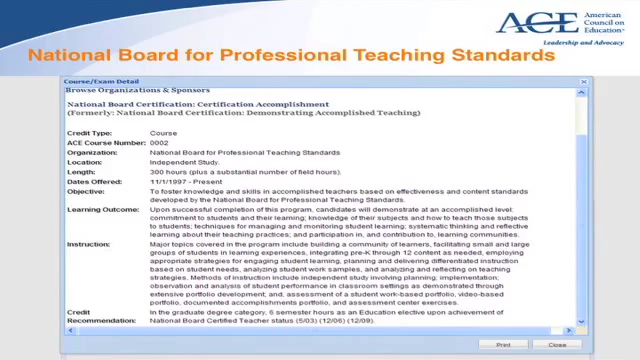 ACE
American
Council on
Education
Leadership and Advocacy
National Board for Professional Teaching Standards
Course/Exam Detail
Browse Organizations & Sponsors
National Board Certification: Certification Accomplishment
(Formerly: National Board Certification: Demonstrating Accomplished Teaching)
Credit Type: Course
ACE Course Number: 0002
Organization: National Board for Professional Teaching Standards
Location: Independent Study.
Length: 300 hours (plus a substantial number of field hours).
Dates Offered: 11/1/1997 - Present
Objective: To foster knowledge and skills in accomplished teachers based on effectiveness and content standards
developed by the National Board for Professional Teaching Standards.
Learning Outcome: Upon successful completion of this program, candidates will demonstrate at an accomplished level:
commitment to students and their learning; knowledge of their subjects and how to teach those subjects
to students; techniques for managing and monitoring student learning; systematic thinking and reflective
learning about their teaching practices; and participation in, and contribution to, learning communities.
Instruction: Major topics covered in the program include building a community of learners, facilitating small and large
groups of students in learning experiences, integrating pre-K through 12 content as needed, employing
appropriate strategies for engaging student learning, planning and delivering differentiated instruction
based on student needs, analyzing student work samples, and analyzing and reflecting on teaching
strategies. Methods of instruction include independent study involving planning; implementation;
observation and analysis of student performance in classroom settings as demonstrated through
extensive portfolio development; and, assessment of a student work-based portfolio, video-based
portfolio, documented accomplishments portfolio, and assessment center exercises.
Credit In the graduate degree category, 6 semester hours as an Education elective upon achievement of
Recommendation: National Board Certified Teacher status (5/03) (12/06) (12/09).
Print Close